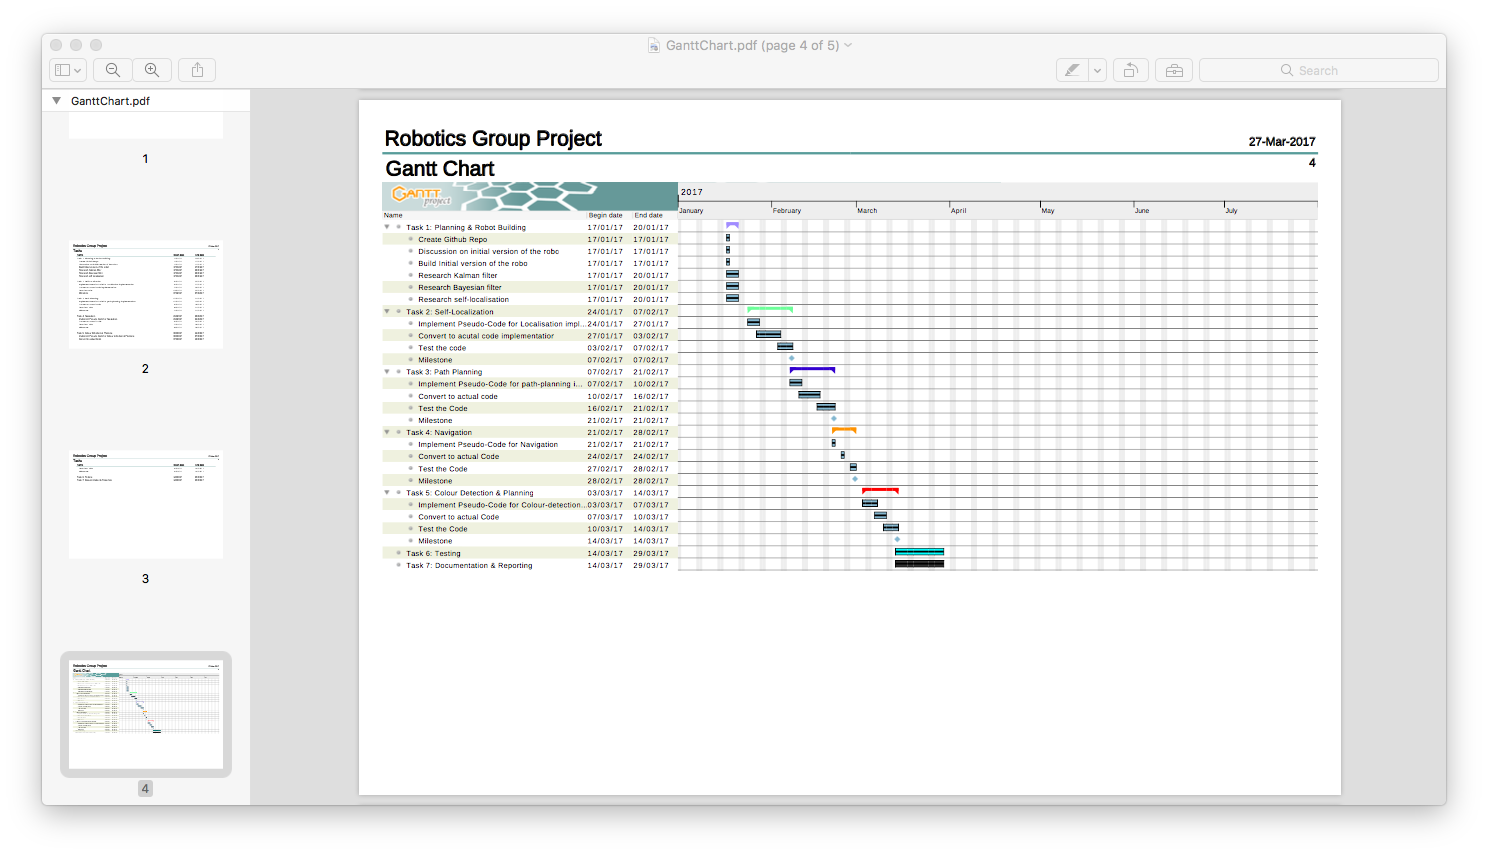 GanttChart.pdf (page 4 of 5)
Search
GanttChart.pdf
1
2
3
4
Robotics Group Project
27-Mar-2017
Gantt Chart
4
GANTT project
2017
January February March April May June July
Name Begin date End date
Task 1: Planning & Robot Building 17/01/17 20/01/17
Create Github Repo 17/01/17 17/01/17
Discussion on initial version of the robo 17/01/17 17/01/17
Build Initial version of the robo 17/01/17 17/01/17
Research Kalman filter 17/01/17 20/01/17
Research Bayesian filter 17/01/17 20/01/17
Research self-localisation 17/01/17 20/01/17
Task 2: Self-Localization 24/01/17 07/02/17
Implement Pseudo-Code for Localisation impl... 24/01/17 27/01/17
Convert to acutal code implementatior 27/01/17 03/02/17
Test the code 03/02/17 07/02/17
Milestone 07/02/17 07/02/17
Task 3: Path Planning 07/02/17 21/02/17
Implement Pseudo-Code for path-planning i... 07/02/17 10/02/17
Convert to actual code 10/02/17 16/02/17
Test the Code 16/02/17 21/02/17
Milestone 21/02/17 21/02/17
Task 4: Navigation 21/02/17 28/02/17
Implement Pseudo-Code for Navigation 21/02/17 21/02/17
Convert to actual Code 24/02/17 24/02/17
Test the Code 27/02/17 28/02/17
Milestone 28/02/17 28/02/17
Task 5: Colour Detection & Planning 03/03/17 14/03/17
Implement Pseudo-Code for Colour-detection... 03/03/17 07/03/17
Convert to actual Code 07/03/17 10/03/17
Test the Code 10/03/17 14/03/17
Milestone 14/03/17 14/03/17
Task 6: Testing 14/03/17 29/03/17
Task 7: Documentation & Reporting 14/03/17 29/03/17